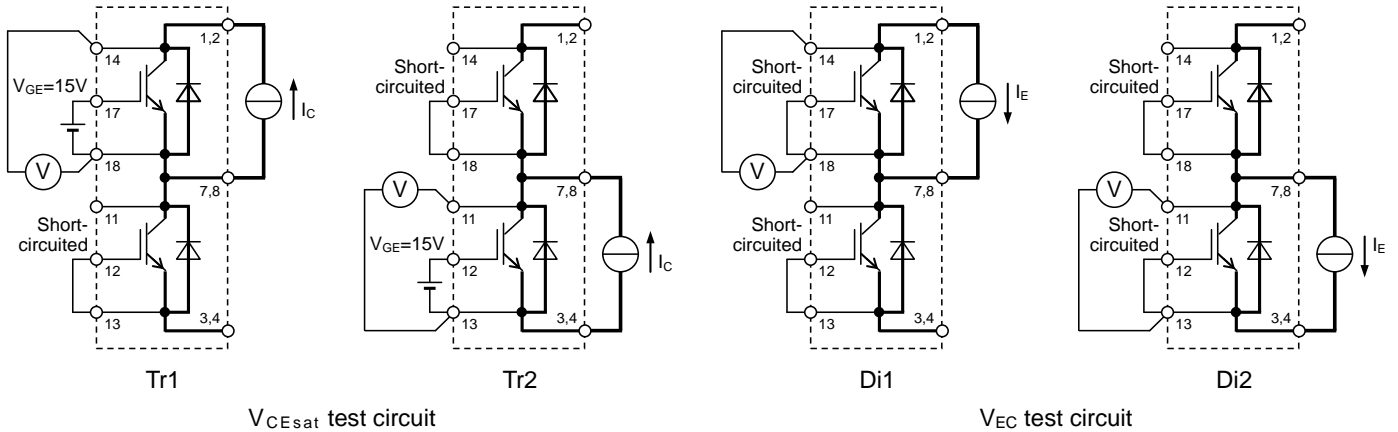 1,2
14
V_GE=15V
17
18
V
I_C
7,8
11
Short-
circuited
12
13
3,4
Tr1
1,2
14
Short-
circuited
17
18
7,8
V
11
V_GE=15V
12
13
I_C
3,4
Tr2
V_CEsat test circuit
1,2
14
Short-
circuited
17
18
V
I_E
7,8
11
Short-
circuited
12
13
3,4
Di1
1,2
14
Short-
circuited
17
18
7,8
V
11
Short-
circuited
12
13
I_E
3,4
Di2
V_EC test circuit